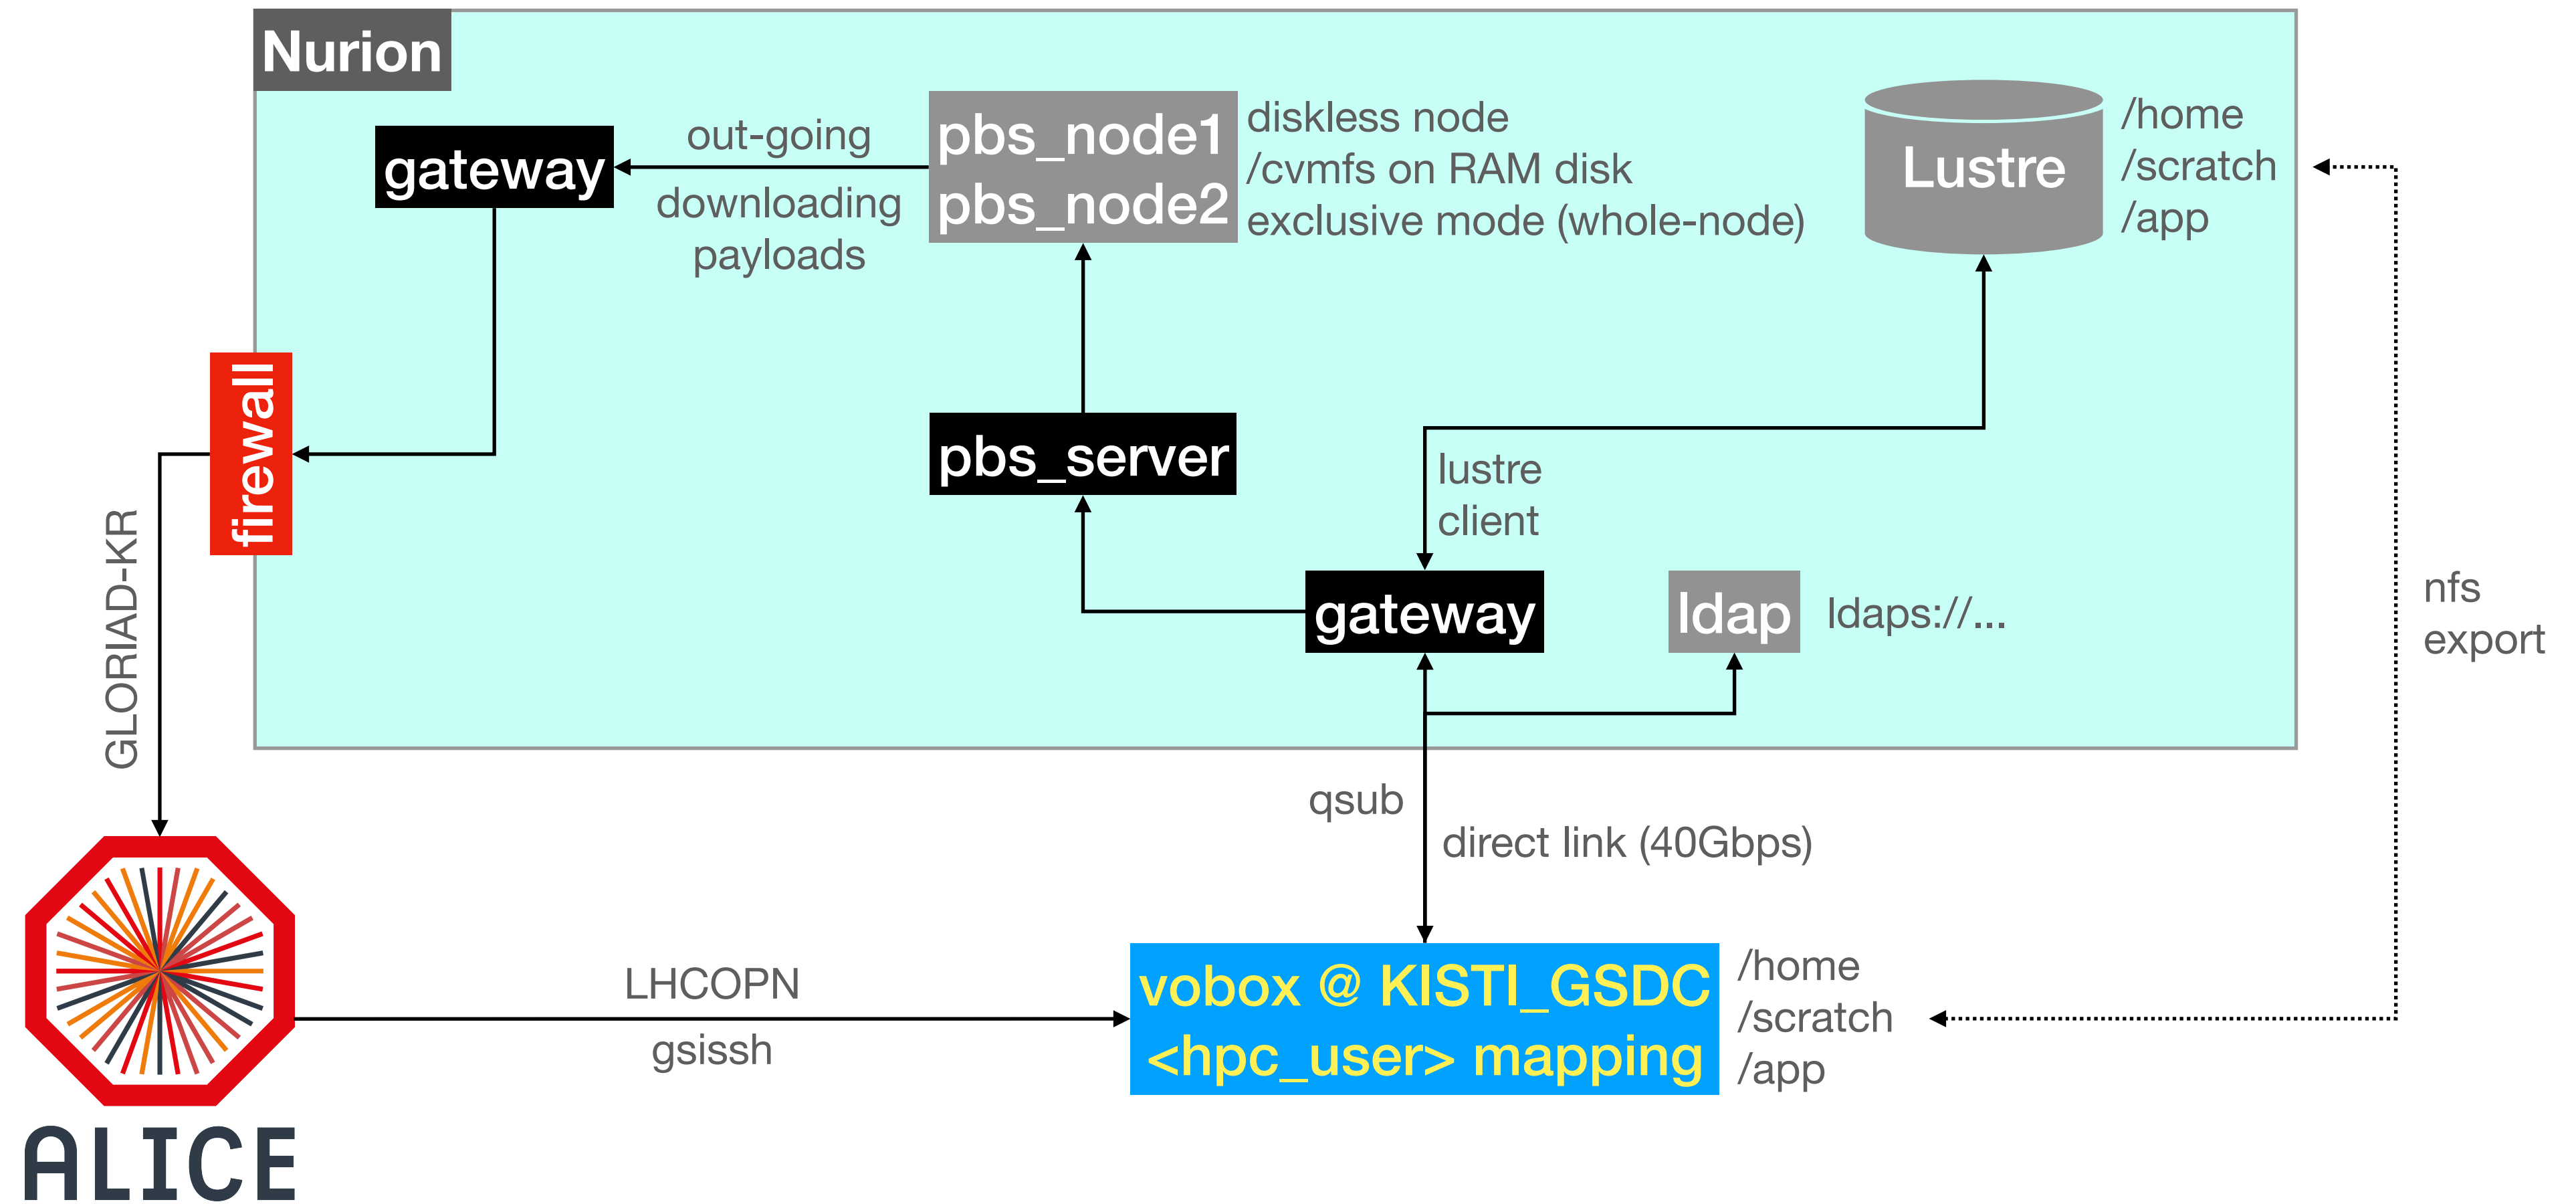 Nurion
gateway
out-going
downloading
payloads
pbs_node1
pbs_node2
diskless node
/cvmfs on RAM disk
exclusive mode (whole-node)
Lustre
/home
/scratch
/app
firewall
pbs_server
lustre
client
gateway
ldap
ldaps://...
nfs
export
GLORIAD-KR
qsub
direct link (40Gbps)
LHCOPN
gsissh
vobox @ KISTI_GSDC
<hpc_user> mapping
/home
/scratch
/app
ALICE